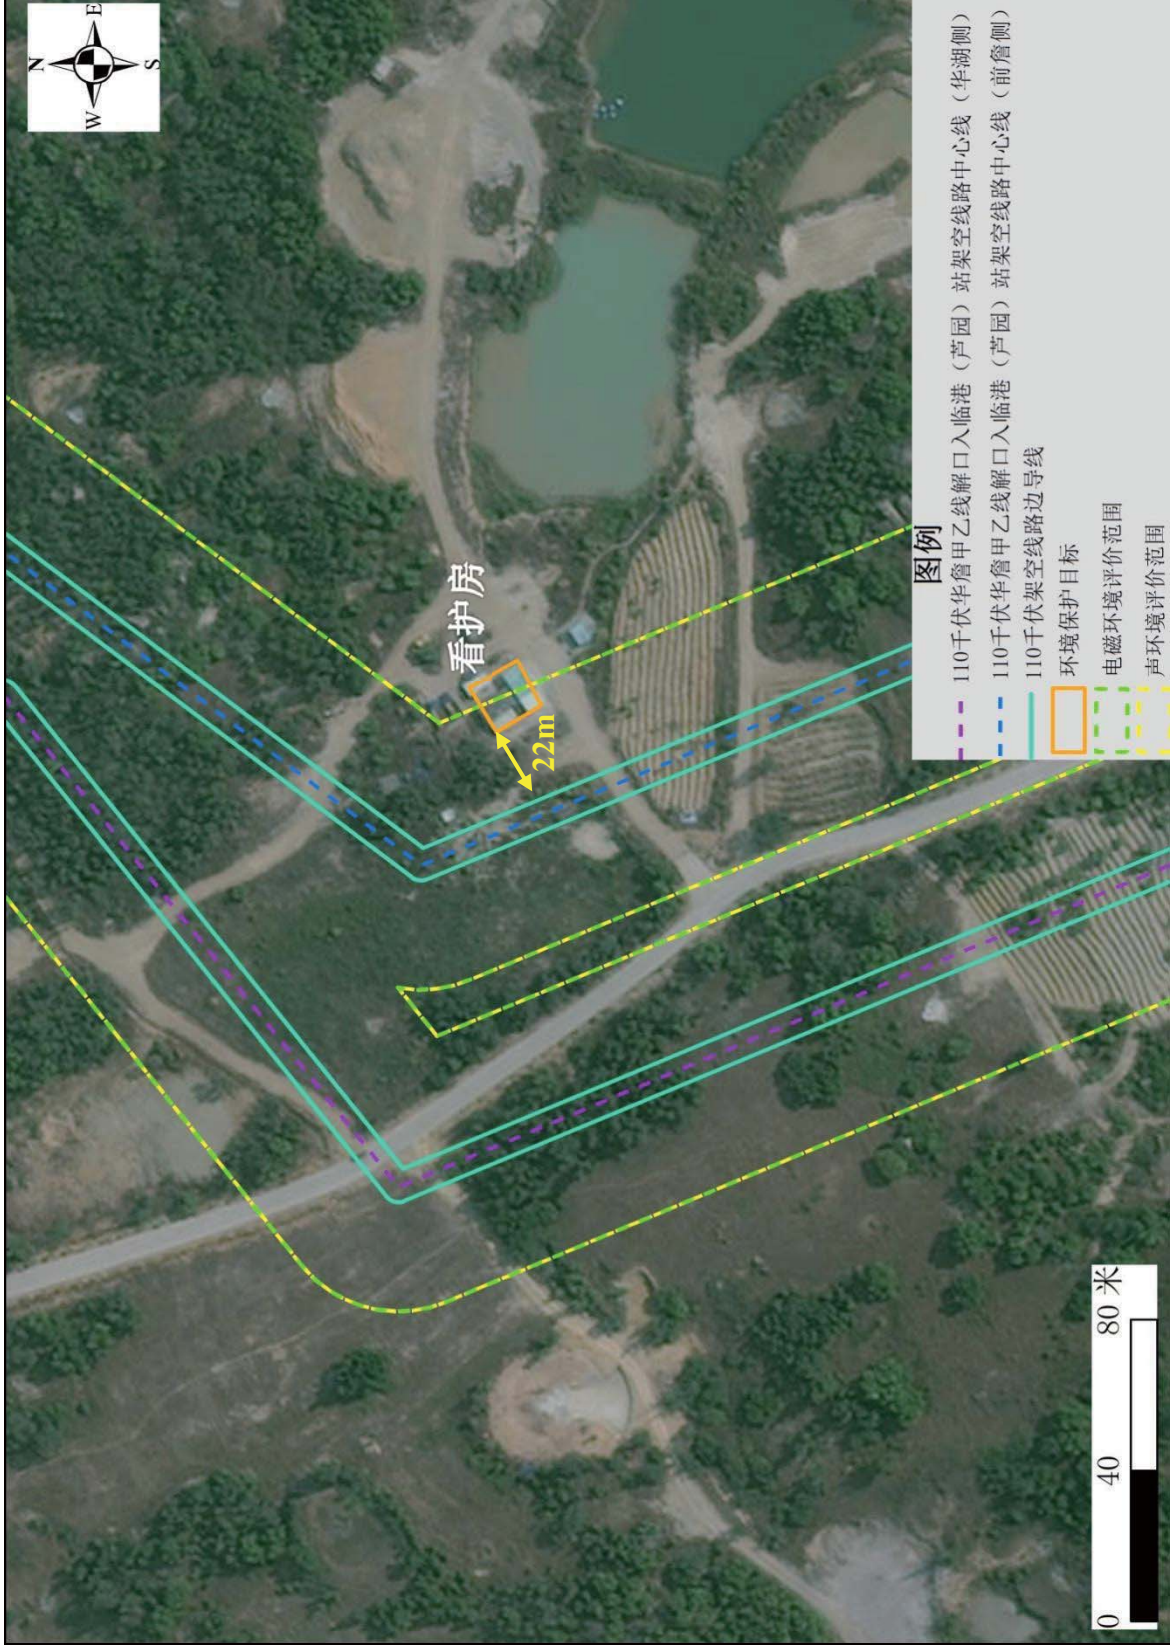 N
E
W
S
看护房
22m
图例
110千伏华詹甲乙线解口入临港（芦园）站架空线路中心线（华湖侧）
110千伏华詹甲乙线解口入临港（芦园）站架空线路中心线（前詹侧）
110千伏架空线路边导线
环境保护目标
电磁环境评价范围
声环境评价范围
0 40 80 米